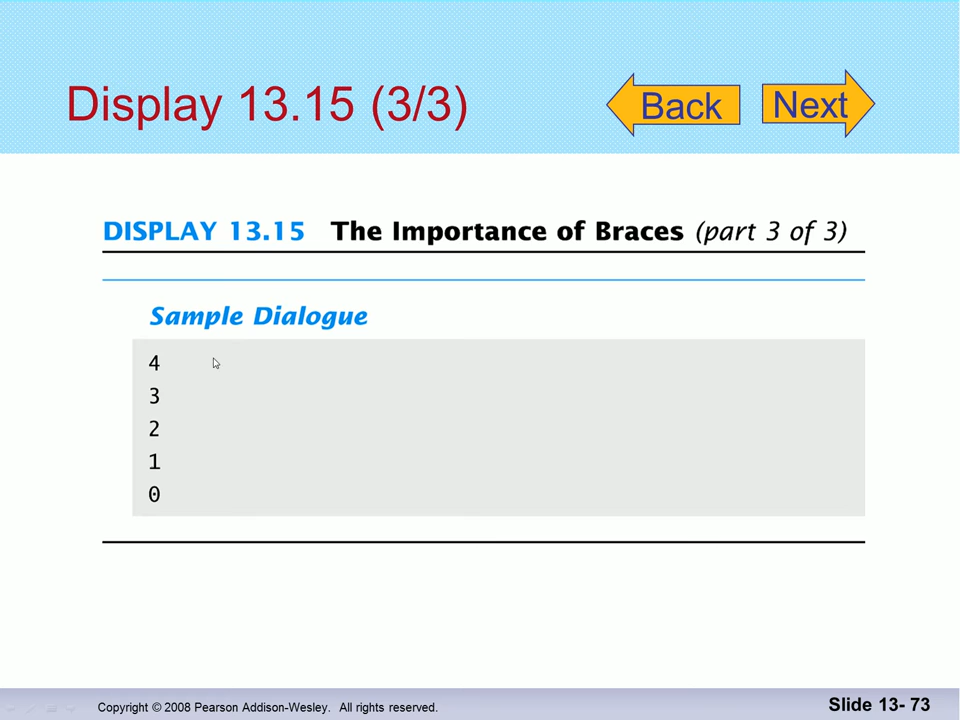 Display 13.15 (3/3)
Back
Next
DISPLAY 13.15 The Importance of Braces (part 3 of 3)
Sample Dialogue
4
3
2
1
0
Copyright © 2008 Pearson Addison-Wesley. All rights reserved.
Slide 13- 73